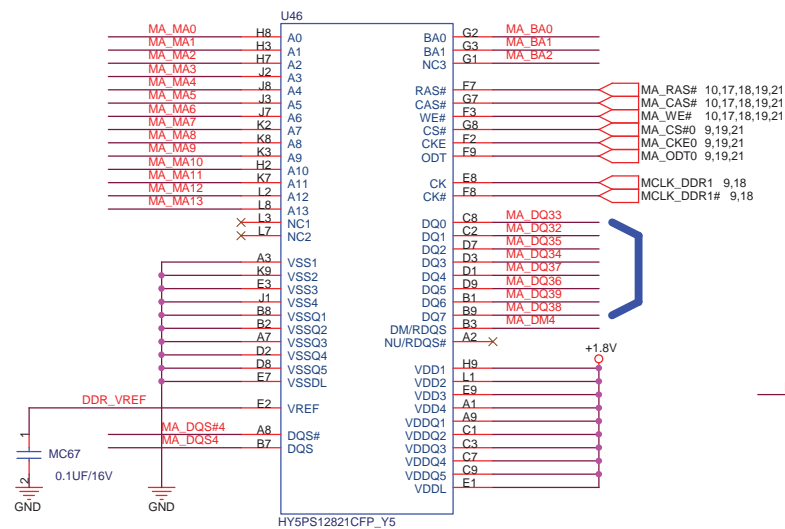 U46
MA_MA0 H8 A0 BA0 G2 MA_BA0
MA_MA1 H3 A1 BA1 G3 MA_BA1
MA_MA2 H7 A2 NC3 G1 MA_BA2
MA_MA3 J2 A3
MA_MA4 J8 A4 RAS# F7 MA_RAS# 10,17,18,19,21
MA_MA5 J3 A5 CAS# G7 MA_CAS# 10,17,18,19,21
MA_MA6 J7 A6 WE# F3 MA_WE# 10,17,18,19,21
MA_MA7 K2 A7 CS# G8 MA_CS#0 9,19,21
MA_MA8 K8 A8 CKE F2 MA_CKE0 9,19,21
MA_MA9 K3 A9 ODT F9 MA_ODT0 9,19,21
MA_MA10 H2 A10
MA_MA11 K7 A11 CK E8 MCLK_DDR1 9,18
MA_MA12 L2 A12 CK# F8 MCLK_DDR1# 9,18
MA_MA13 L8 A13
L3 NC1 DQ0 C8 MA_DQ33
L7 NC2 DQ1 C2 MA_DQ32
DQ2 D7 MA_DQ35
A3 VSS1 DQ3 D3 MA_DQ34
K9 VSS2 DQ4 D1 MA_DQ37
E3 VSS3 DQ5 D9 MA_DQ36
J1 VSS4 DQ6 B1 MA_DQ39
B8 VSSQ1 DQ7 B9 MA_DQ38
B2 VSSQ2 DM/RDQS B3 MA_DM4
A7 VSSQ3 NU/RDQS# A2
D2 VSSQ4 +1.8V
D8 VSSQ5 VDD1 H9
E7 VSSDL VDD2 L1
VDD3 E9
DDR_VREF E2 VREF VDD4 A1
VDDQ1 A9
MA_DQS#4 A8 DQS# VDDQ2 C1
MA_DQS4 B7 DQS VDDQ3 C3
1 MC67 VDDQ4 C7
0.1UF/16V VDDQ5 C9
2 VDDL E1
GND GND
HY5PS12821CFP_Y5